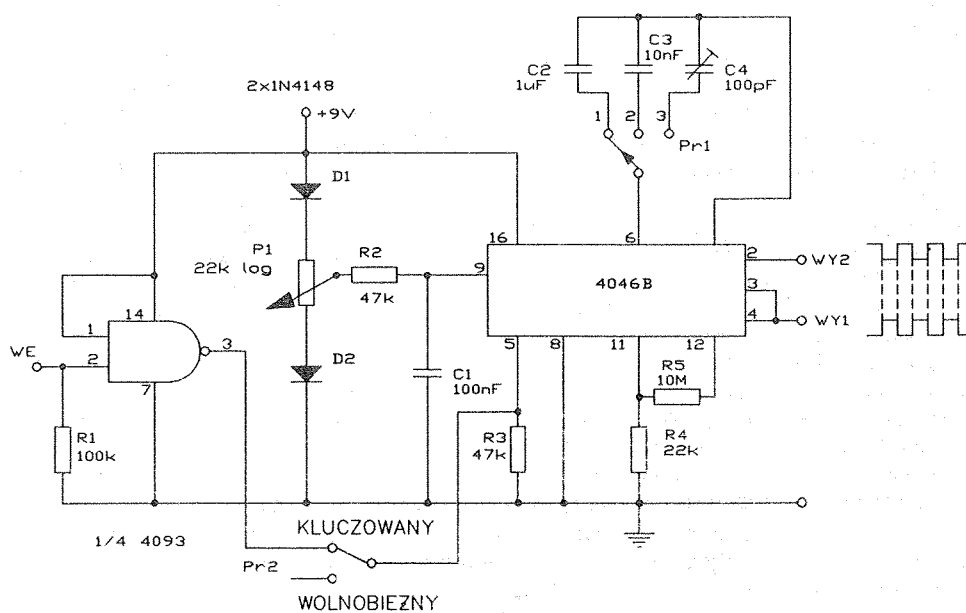 2x1N4148
+9V
D1
P1
22k log
R2
47k
D2
C1
100nF
14
1
2
3
7
WE
R1
100k
1/4 4093
C2
1uF
C3
10nF
C4
100pF
1
2
3
Pr1
16
6
9
4046B
2
3
4
5
8
11
12
WY2
WY1
R5
10M
R3
47k
R4
22k
KLUCZOWANY
Pr2
WOLNOBIEŻNY